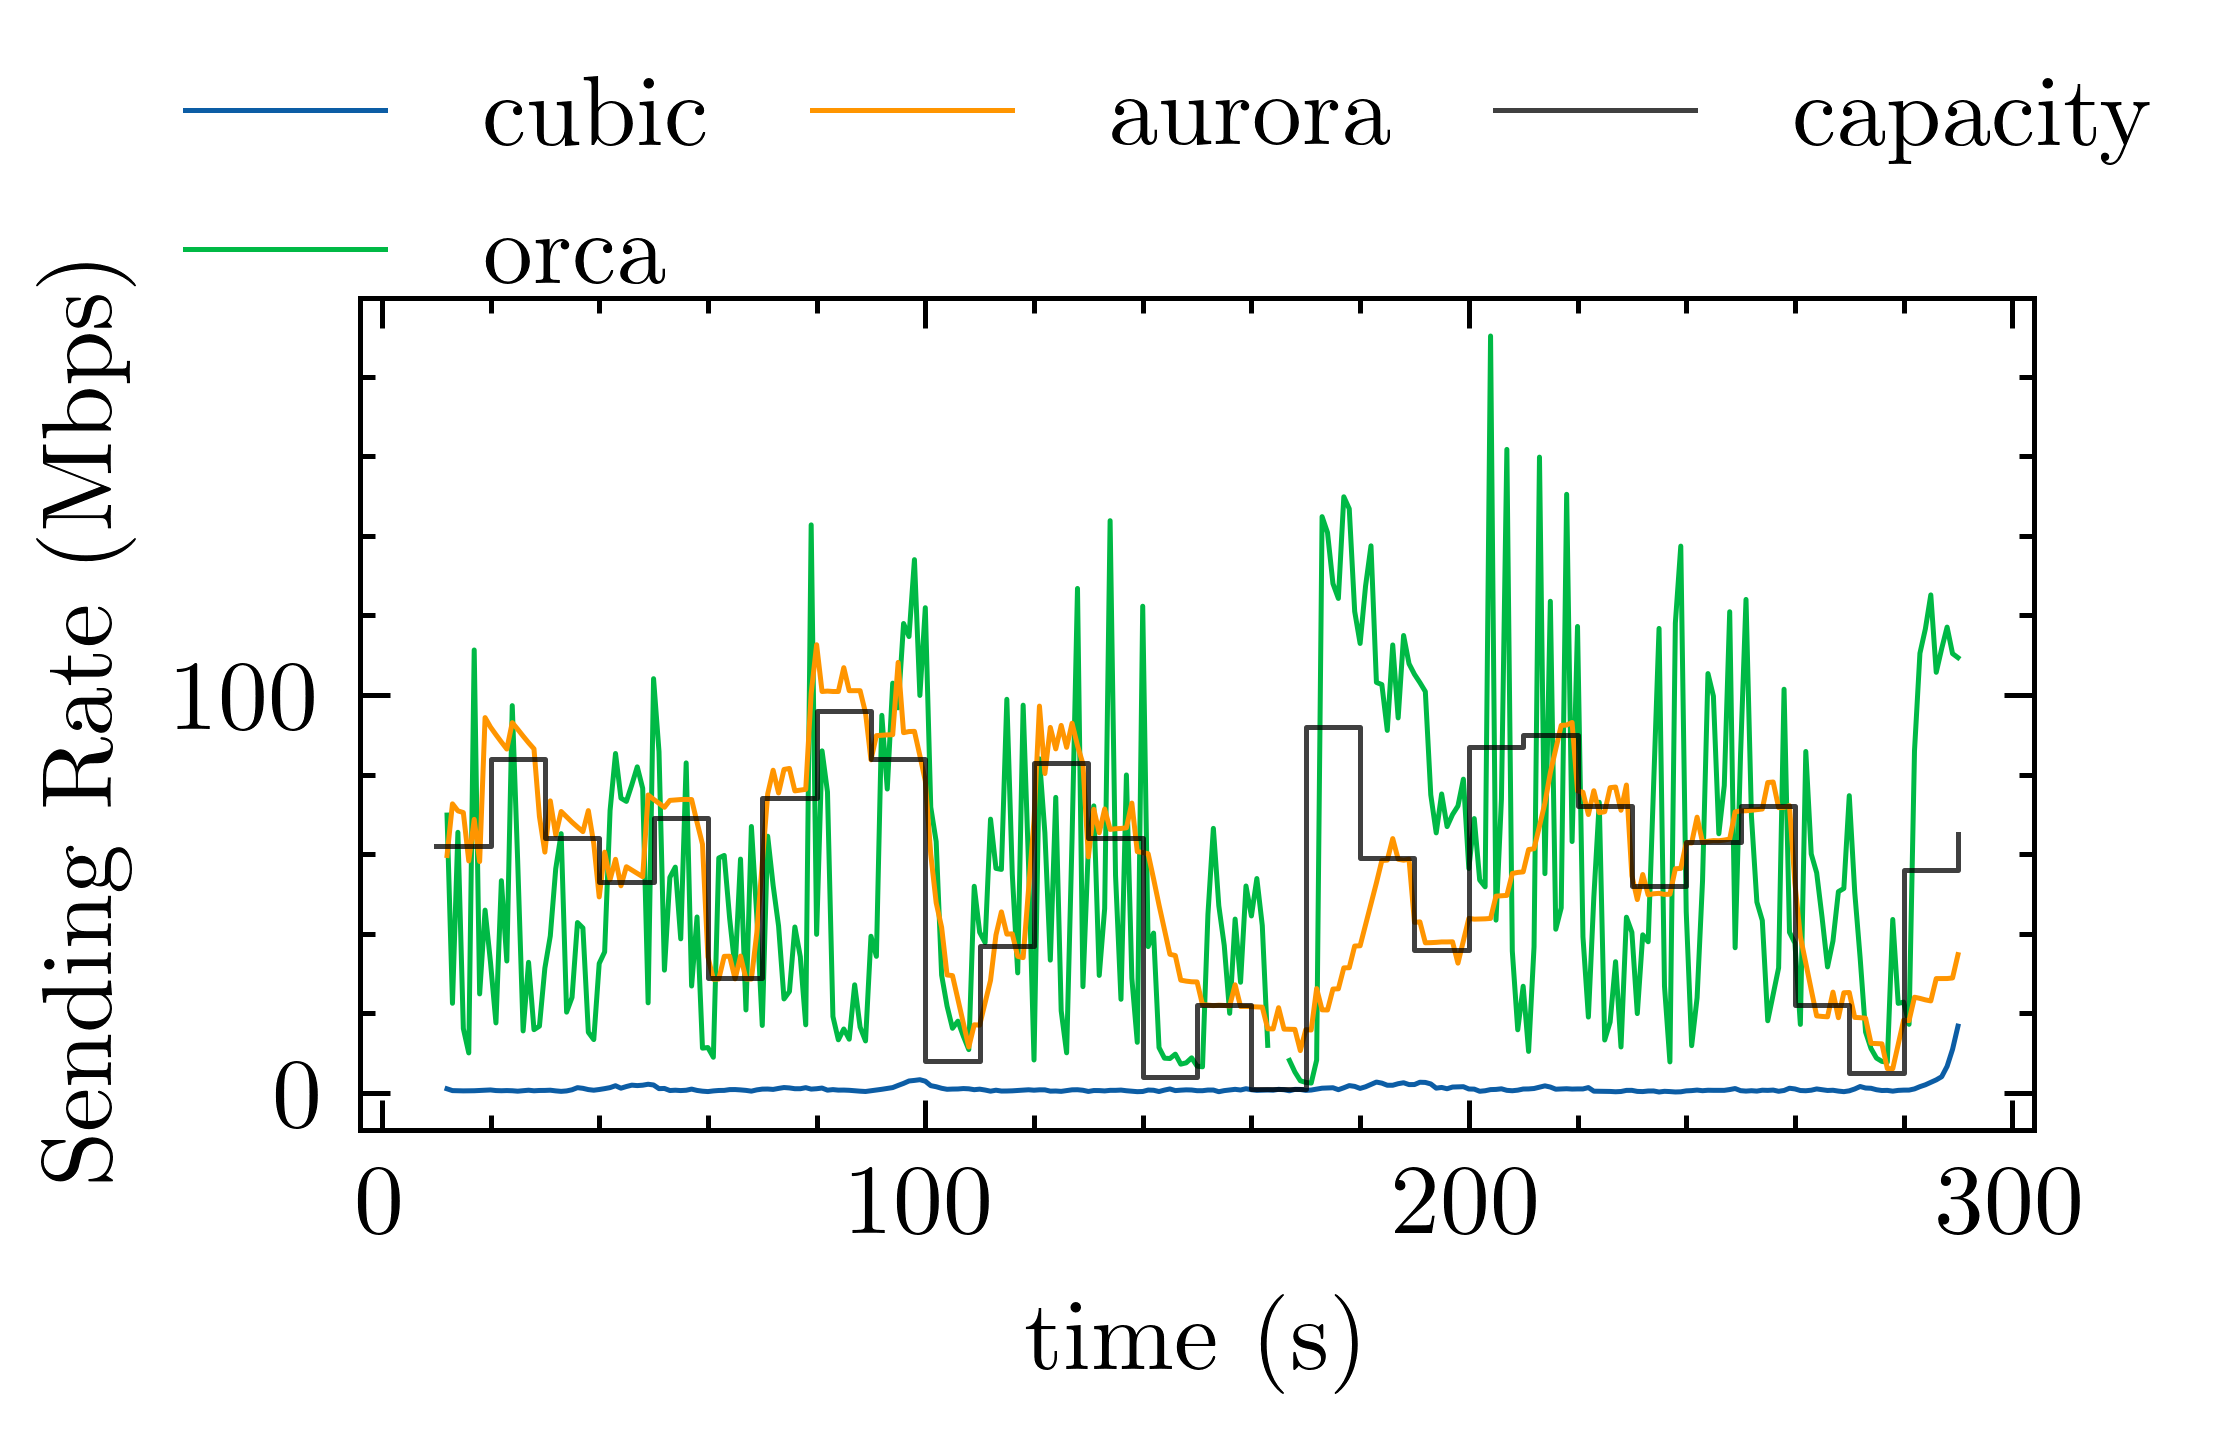 cubic
aurora
capacity
orca
Sending Rate (Mbps)
100
0
0
100
200
300
time (s)